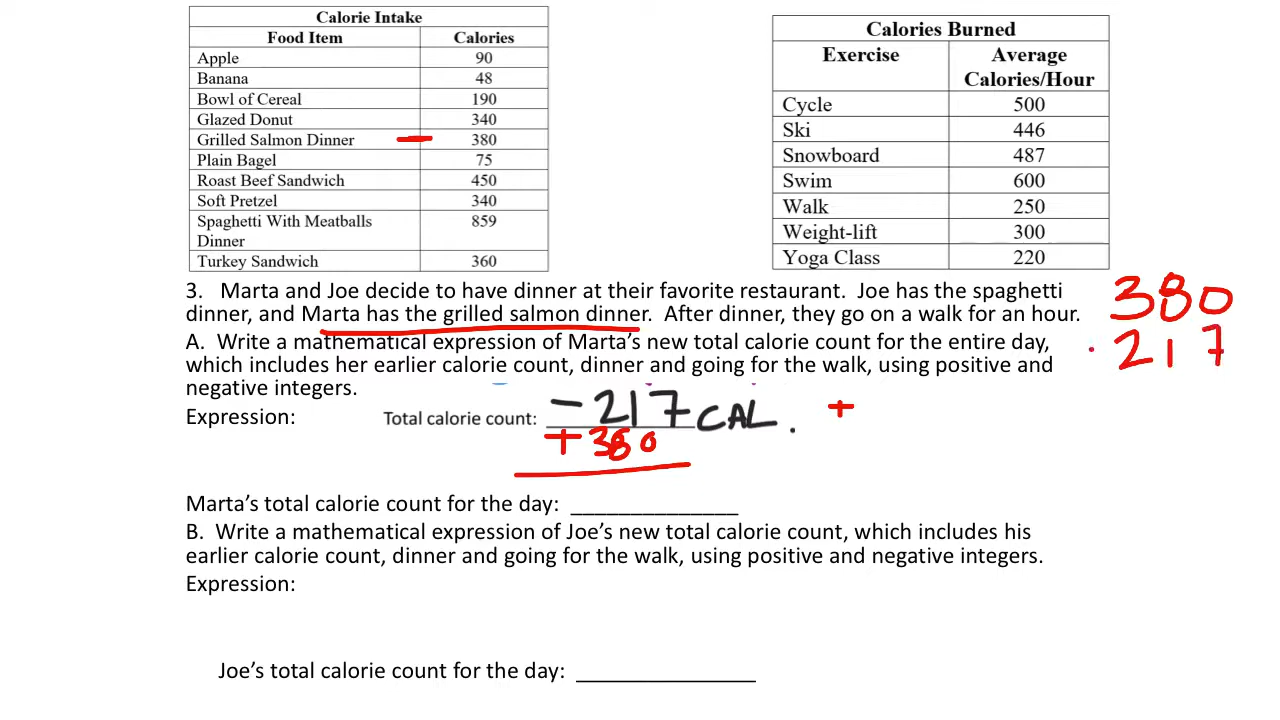 Calorie Intake
Food Item Calories
Apple 90
Banana 48
Bowl of Cereal 190
Glazed Donut 340
Grilled Salmon Dinner 380
Plain Bagel 75
Roast Beef Sandwich 450
Soft Pretzel 340
Spaghetti With Meatballs 859
Dinner
Turkey Sandwich 360
Calories Burned
Exercise Average
Calories/Hour
Cycle 500
Ski 446
Snowboard 487
Swim 600
Walk 250
Weight-lift 300
Yoga Class 220
3. Marta and Joe decide to have dinner at their favorite restaurant. Joe has the spaghetti
dinner, and Marta has the grilled salmon dinner. After dinner, they go on a walk for an hour.
380
217
A. Write a mathematical expression of Marta’s new total calorie count for the entire day,
which includes her earlier calorie count, dinner and going for the walk, using positive and
negative integers.
Expression: Total calorie count: -217 CAL. +
+380
Marta’s total calorie count for the day: ______________
B. Write a mathematical expression of Joe’s new total calorie count, which includes his
earlier calorie count, dinner and going for the walk, using positive and negative integers.
Expression:
Joe’s total calorie count for the day: ________________